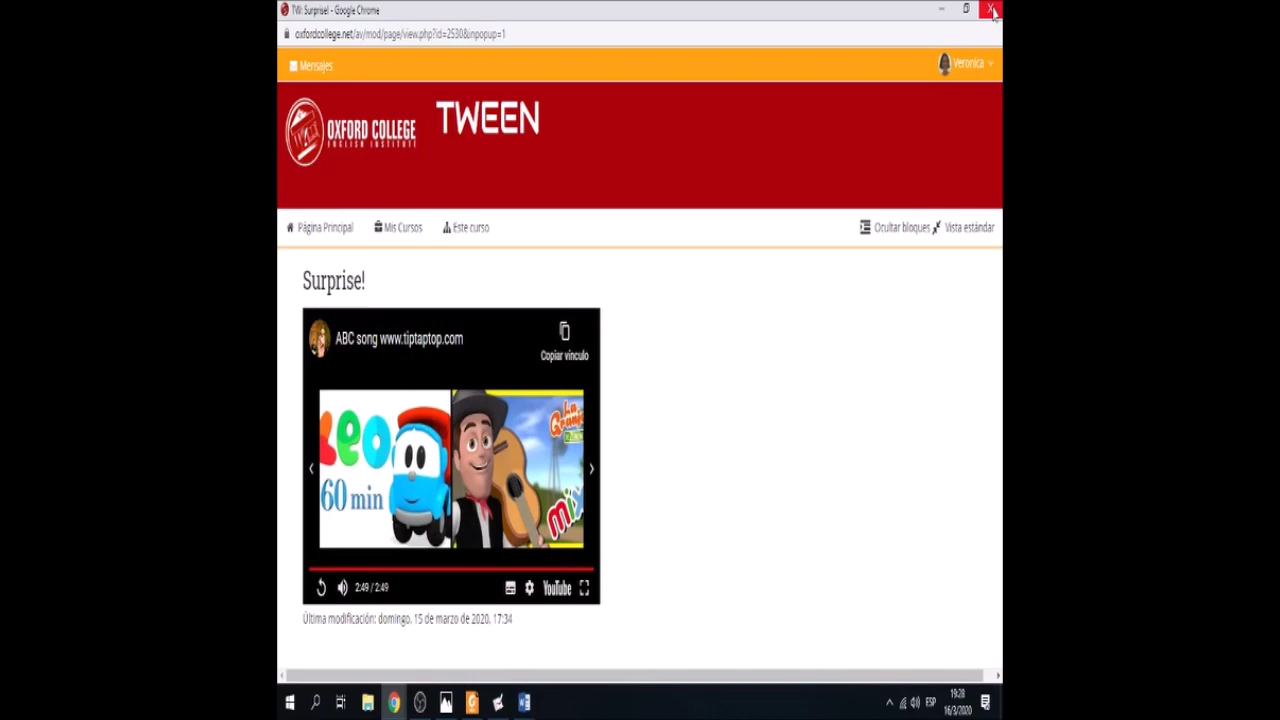 TW: Surprise! - Google Chrome
oxfordcollege.net/av/mod/page/view.php?id=2530&inpopup=1
Mensajes
Veronica
OXFORD COLLEGE
ENGLISH INSTITUTE
TWEEN
Página Principal
Mis Cursos
Este curso
Ocultar bloques
Vista estándar
Surprise!
ABC song www.tiptaptop.com
Copiar vínculo
Leo
60 min
La Granja
mix
2:49 / 2:49
YouTube
Última modificación: domingo, 15 de marzo de 2020, 17:34
ESP
19:28
16/3/2020